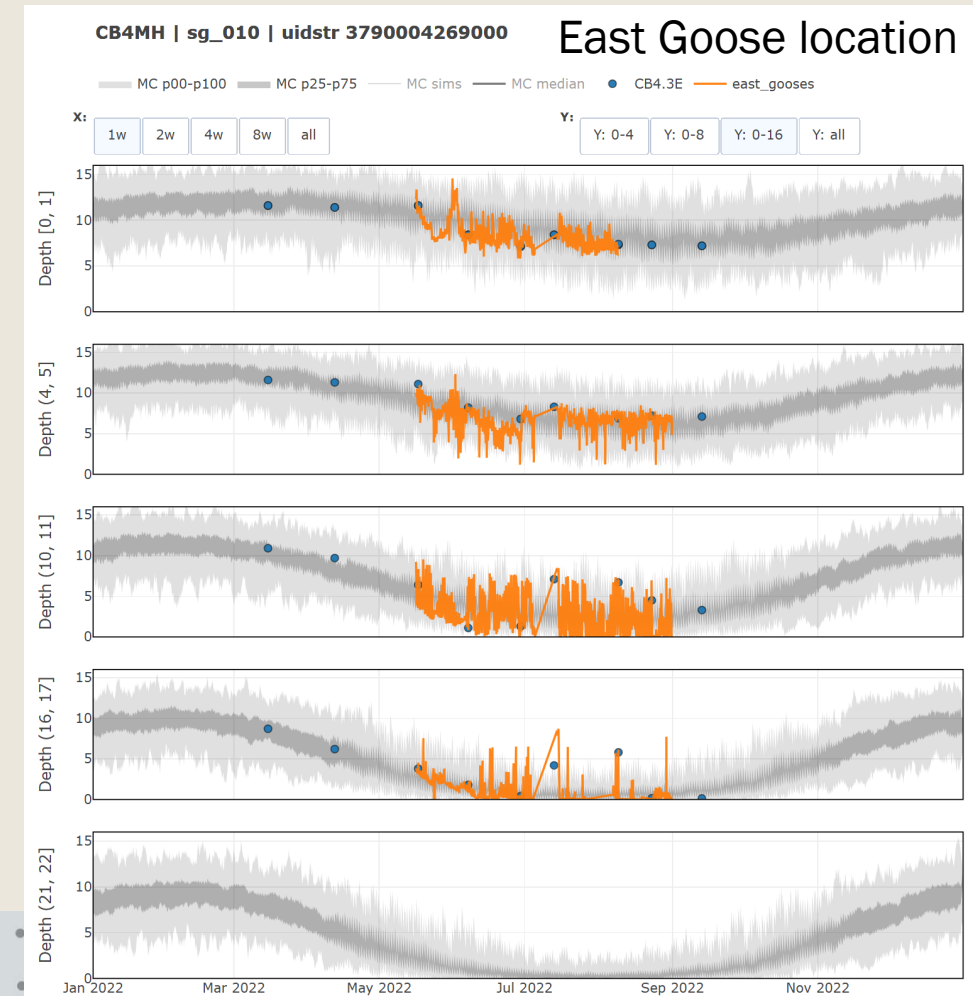 East Goose location
CB4MH | sg_010 | uidstr 3790004269000
MC p00-p100 MC p25-p75 MC sims MC median CB4.3E east_gooses
X:
1w 2w 4w 8w all
Y:
Y: 0-4 Y: 0-8 Y: 0-16 Y: all
Depth [0, 1]
15
10
5
0
Depth (4, 5]
15
10
5
0
Depth (10, 11]
15
10
5
0
Depth (16, 17]
15
10
5
0
Depth (21, 22]
15
10
5
0
Jan 2022 Mar 2022 May 2022 Jul 2022 Sep 2022 Nov 2022